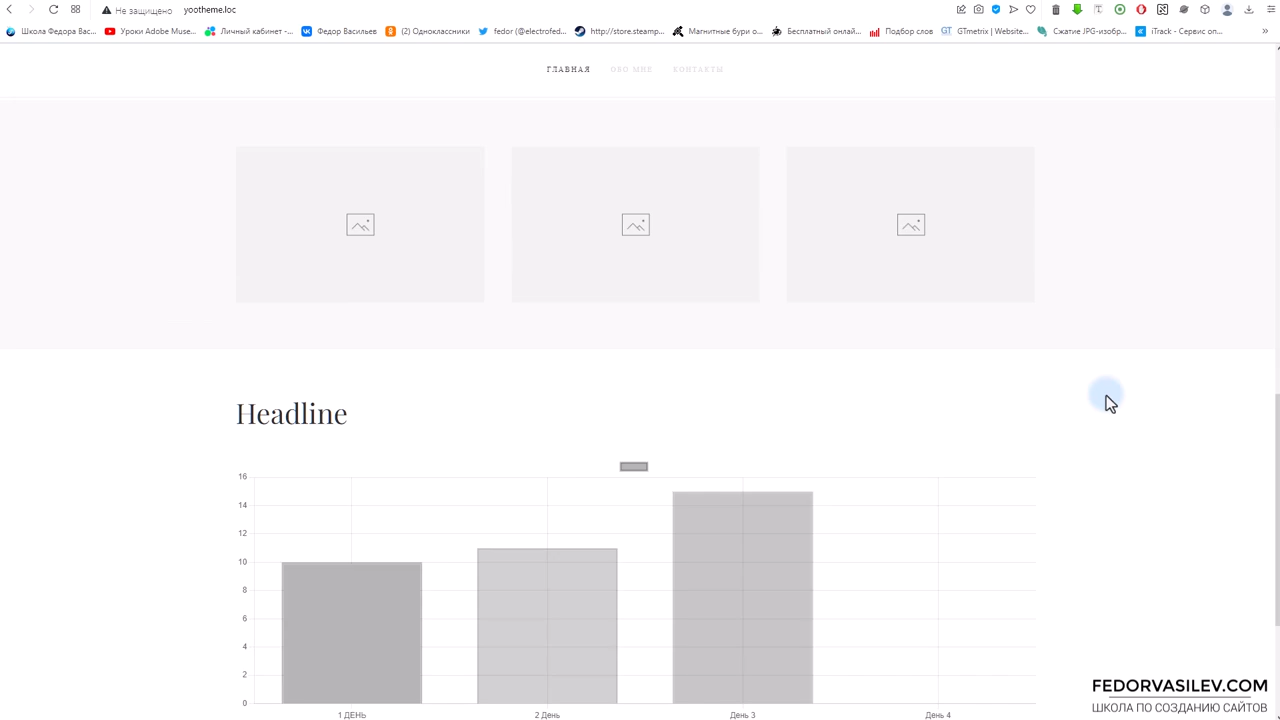 Не защищено yootheme.loc
Школа Федора Вас...
Уроки Adobe Muse...
Личный кабинет -...
Федор Васильев
(2) Одноклассники
fedor (@electrofed...
http://store.steamp...
Магнитные бури о...
Бесплатный онлай...
Подбор слов
GTmetrix | Website...
Сжатие JPG-изобр...
iTrack - Сервис оп...
ГЛАВНАЯ ОБО МНЕ КОНТАКТЫ
Headline
16
14
12
10
8
6
4
2
0
1 ДЕНЬ 2 День День 3 День 4
FEDORVASILEV.COM
ШКОЛА ПО СОЗДАНИЮ САЙТОВ